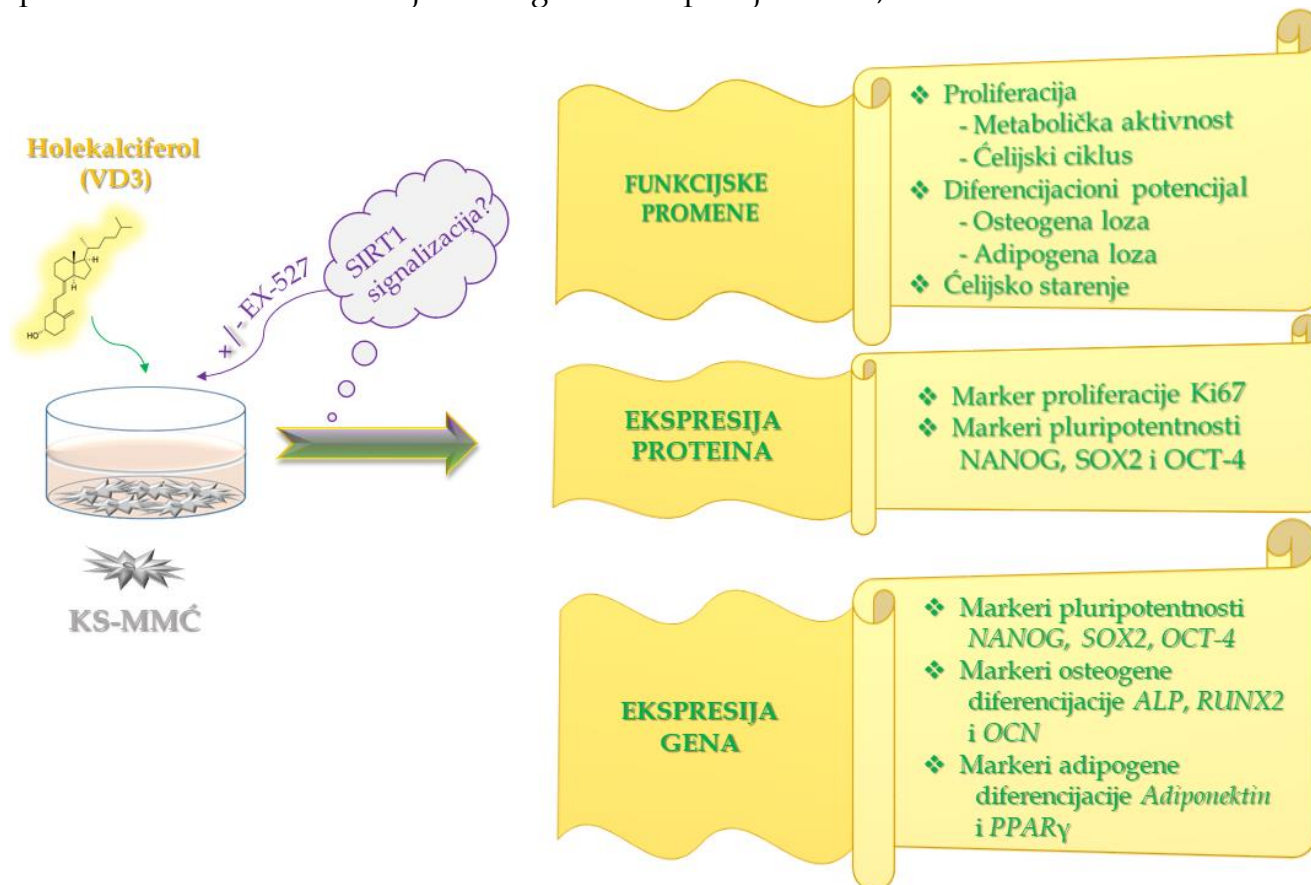 Holekalciferol
(VD3)
H
H
HO
+/- EX-527
SIRT1
signalizacija?
KS-MMĆ
FUNKCIJSKE
PROMENE
❖ Proliferacija
- Metabolička aktivnost
- Ćelijski ciklus
❖ Diferencijacioni potencijal
- Osteogena loza
- Adipogena loza
❖ Ćelijsko starenje
EKSPRESIJA
PROTEINA
❖ Marker proliferacije Ki67
❖ Markeri pluripotentnosti
NANOG, SOX2 i OCT-4
EKSPRESIJA
GENA
❖ Markeri pluripotentnosti
NANOG, SOX2, OCT-4
❖ Markeri osteogene
diferencijacije ALP, RUNX2
i OCN
❖ Markeri adipogene
diferencijacije Adiponektin
i PPARγ